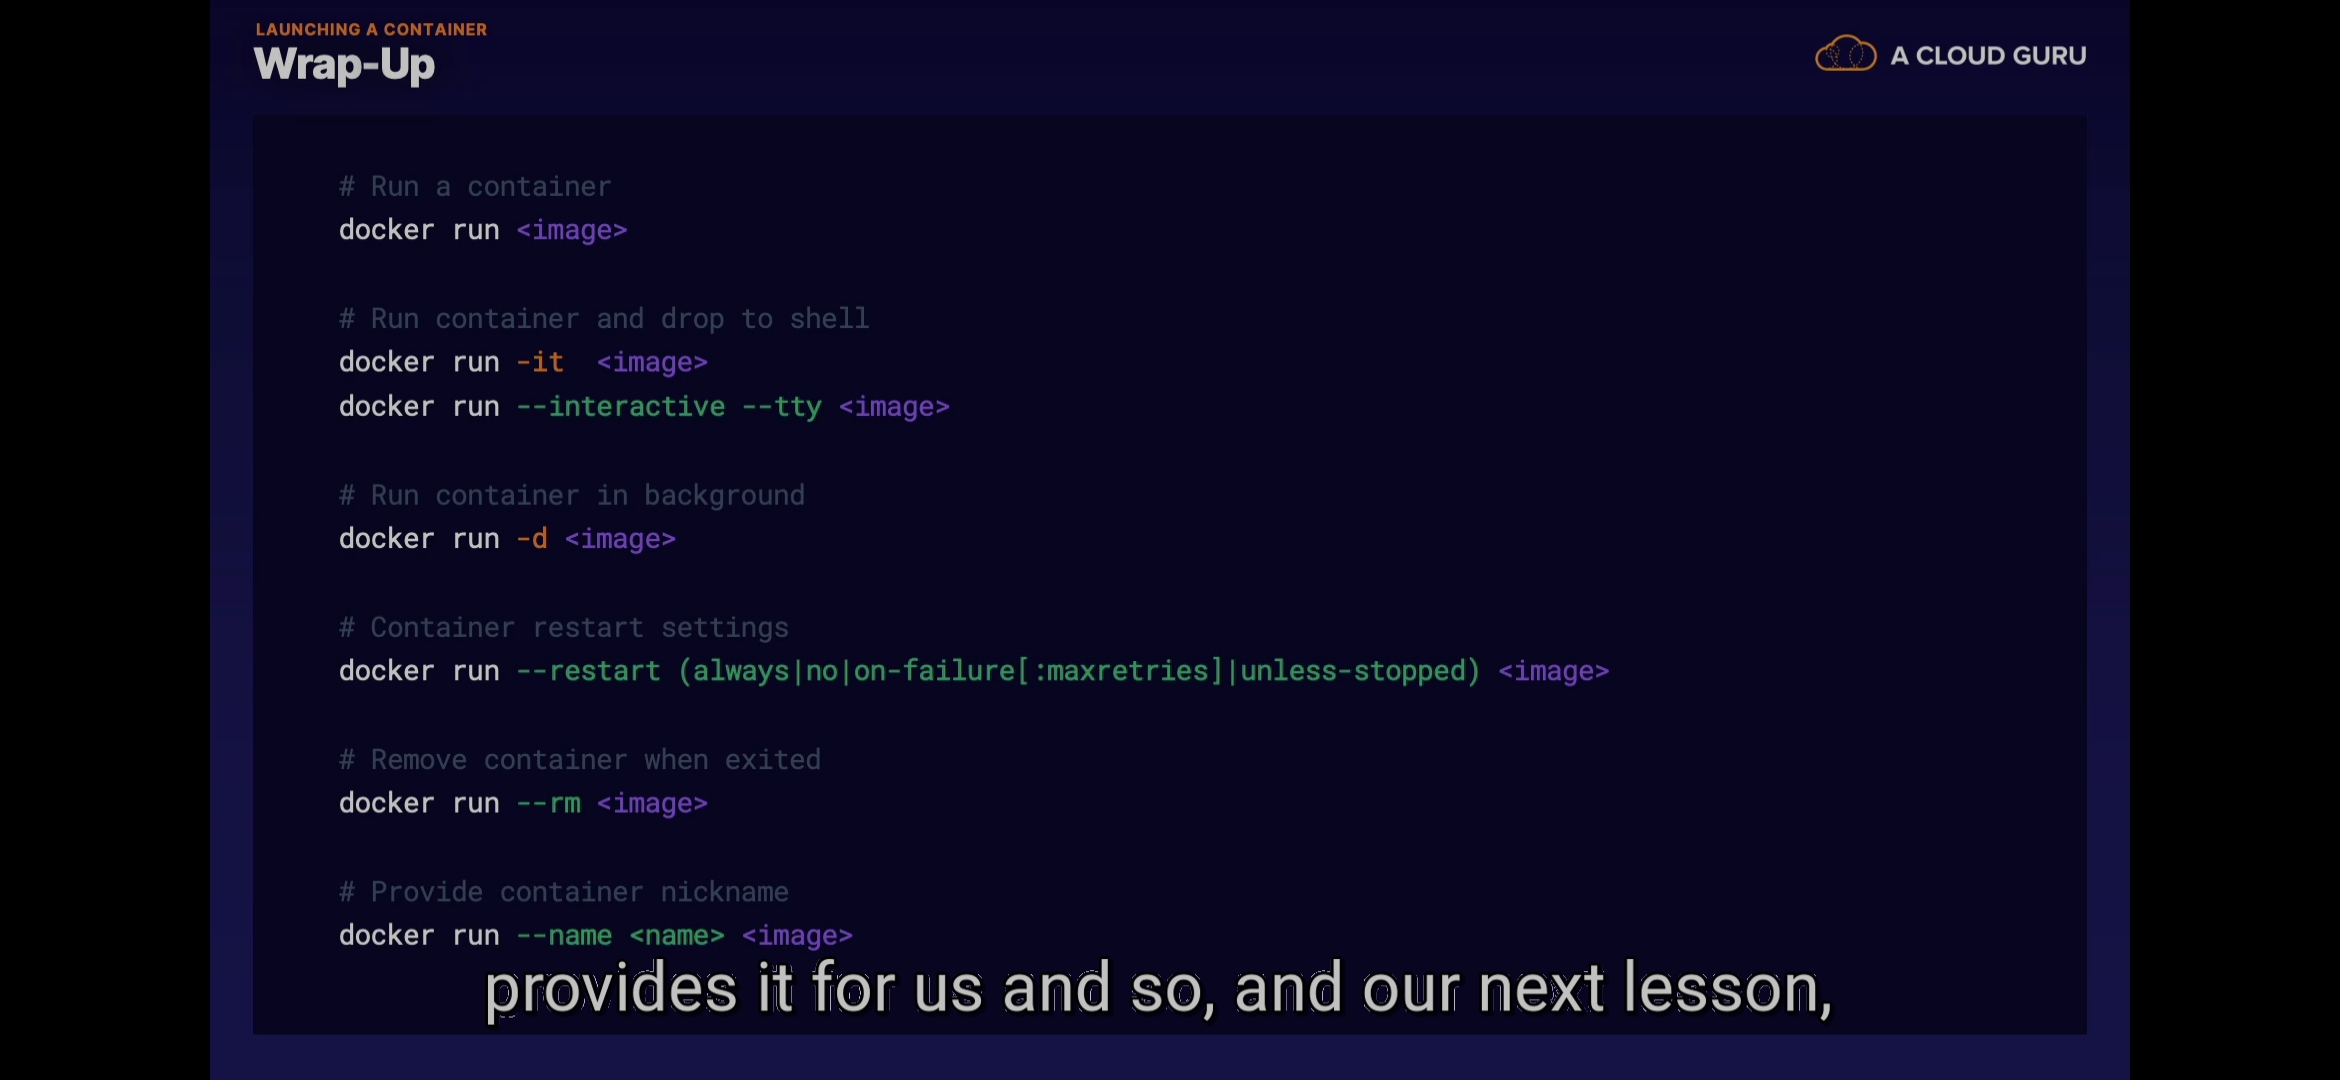 LAUNCHING A CONTAINER
Wrap-Up
A CLOUD GURU
# Run a container
docker run <image>
# Run container and drop to shell
docker run -it  <image>
docker run --interactive --tty <image>
# Run container in background
docker run -d <image>
# Container restart settings
docker run --restart (always|no|on-failure[:maxretries]|unless-stopped) <image>
# Remove container when exited
docker run --rm <image>
# Provide container nickname
docker run --name <name> <image>
provides it for us and so, and our next lesson,